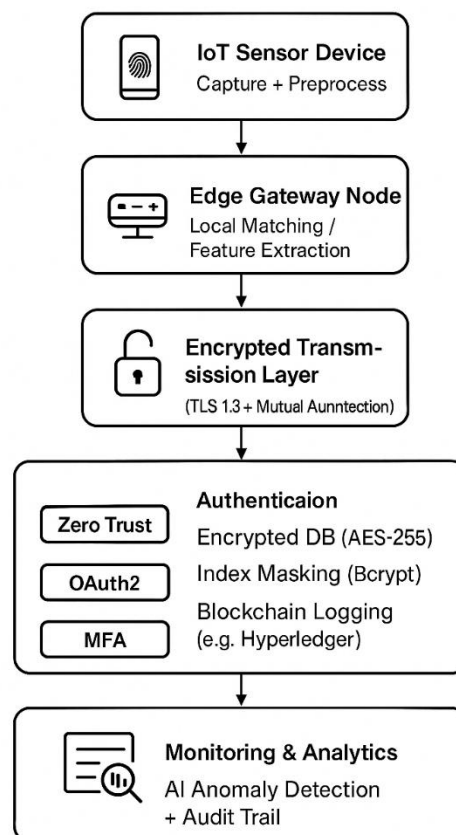 IoT Sensor Device
Capture + Preprocess
Edge Gateway Node
Local Matching /
Feature Extraction
Encrypted Transm-
sission Layer
(TLS 1.3 + Mutual Aunntection)
Zero Trust
OAuth2
MFA
Authenticaion
Encrypted DB (AES-255)
Index Masking (Bcrypt)
Blockchain Logging
(e.g. Hyperledger)
Monitoring & Analytics
AI Anomaly Detection
+ Audit Trail